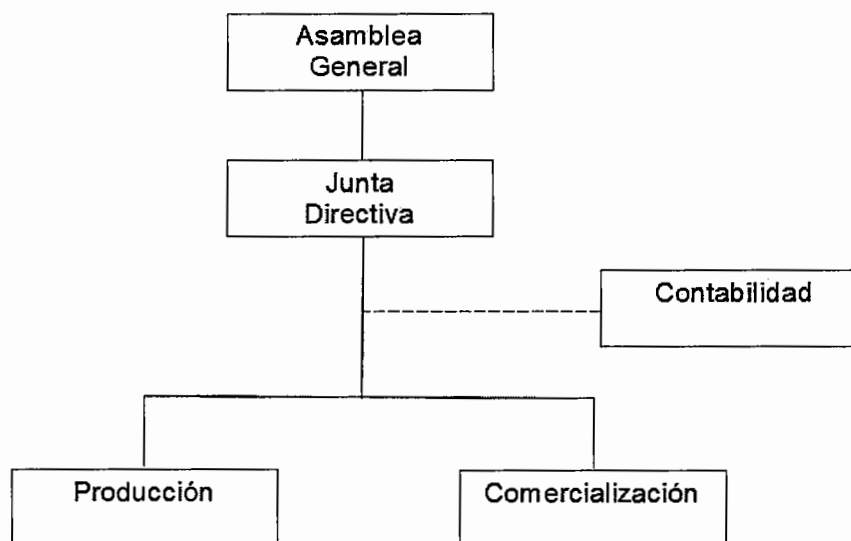 Asamblea
General
Junta
Directiva
Contabilidad
Producción
Comercialización